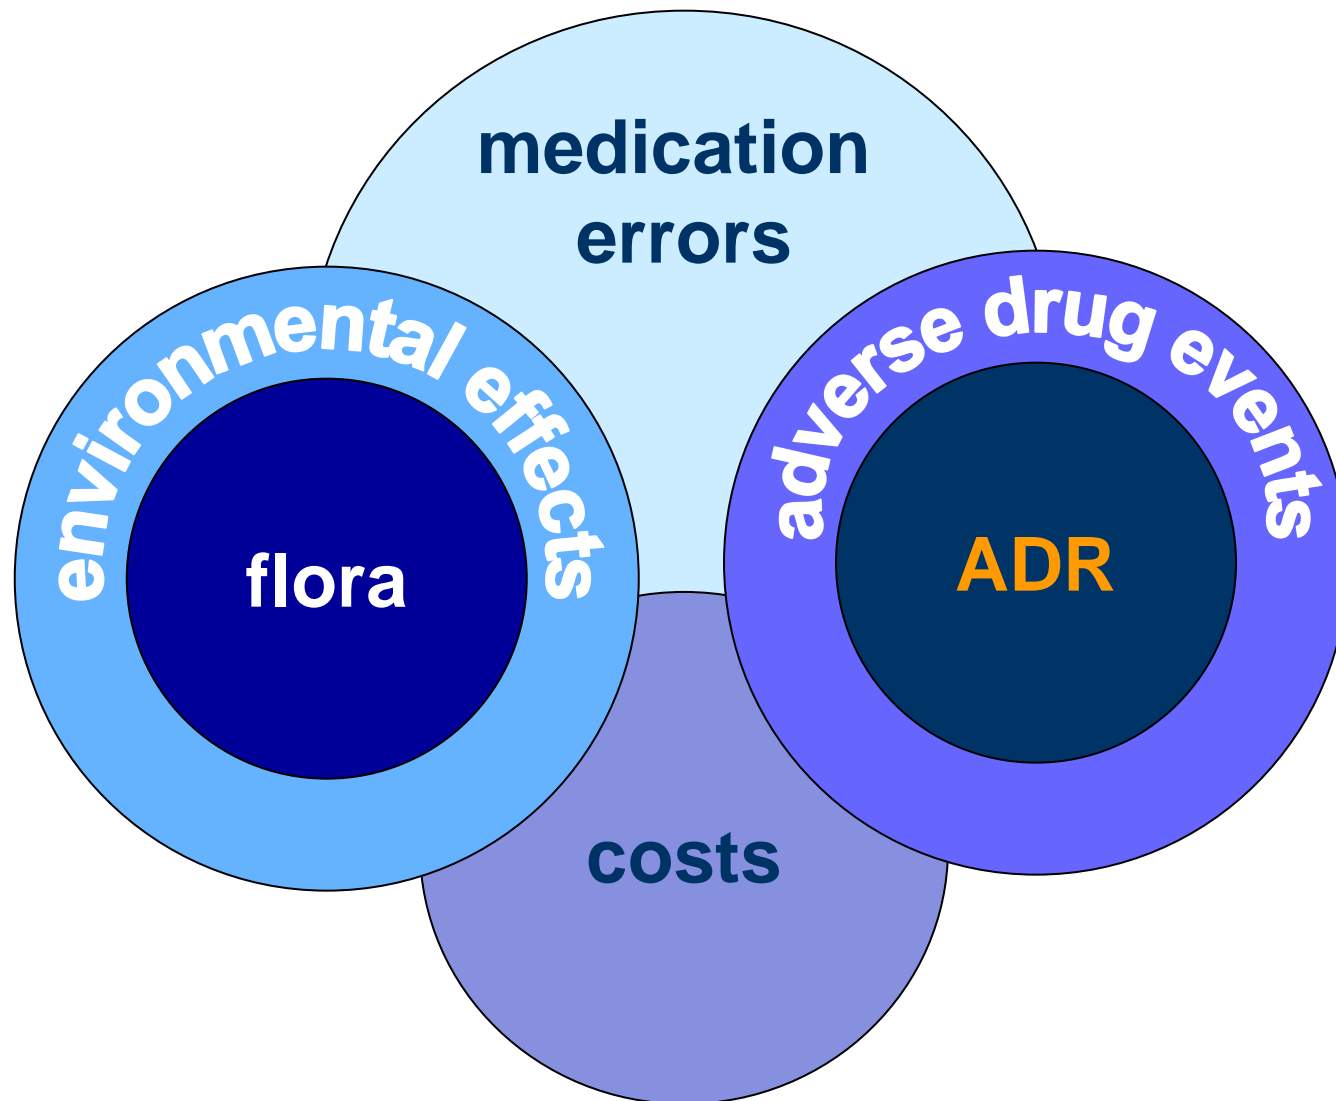 medication
errors
environmental effects
adverse drug events
flora
ADR
costs